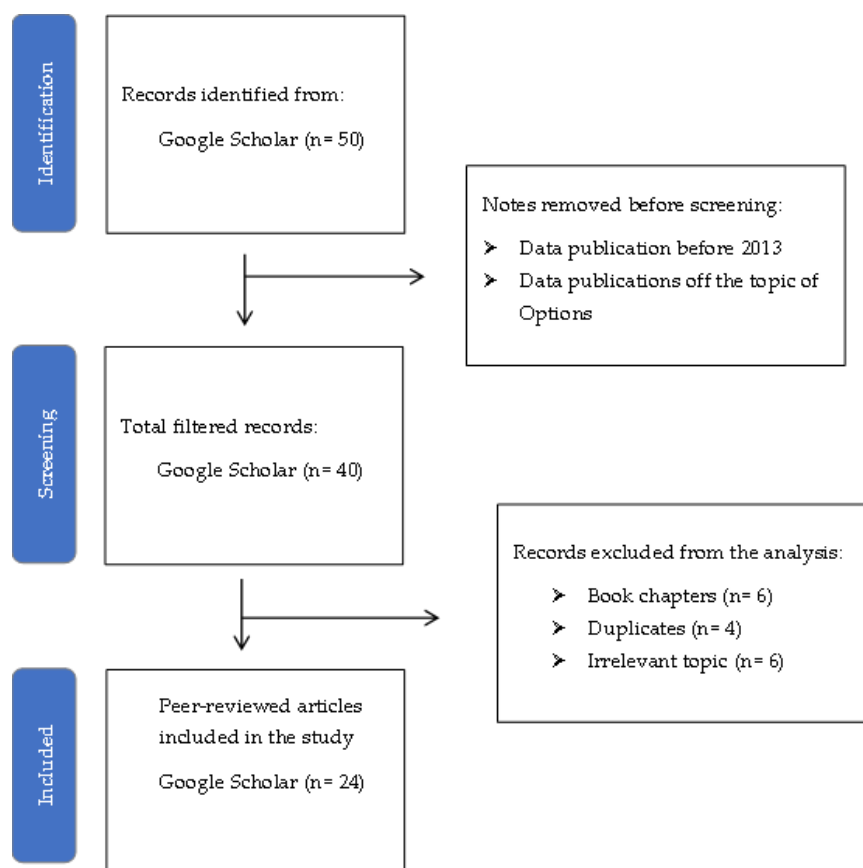 Identification
Records identified from:
Google Scholar (n= 50)
Notes removed before screening:
➤ Data publication before 2013
➤ Data publications off the topic of
Options
Screening
Total filtered records:
Google Scholar (n= 40)
Records excluded from the analysis:
➤ Book chapters (n= 6)
➤ Duplicates (n= 4)
➤ Irrelevant topic (n= 6)
Included
Peer-reviewed articles
included in the study
Google Scholar (n= 24)